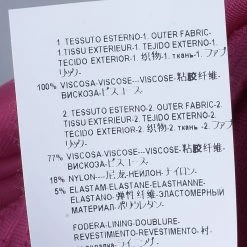 1 TESSUTO ESTERNO-1. OUTER FABRIC-
1 TISSU EXTERIEUR-1. TEJIDO EXTERNO-1.
TECIDO EXTERIOR-1 织物-1. ткань -1. ファブ
リック-
100% VISCOSA-VISCOSE---VISCOSE-粘胶纤维-
ВИСКОЗА-ビスコース-
2 TESSUTO ESTERNO-2. OUTER FABRIC-
2 TISSU EXTERIEUR-2. TEJIDO EXTERNO-2.
TECIDO EXTERIOR-2 织物-2. ткань -2. ファブ
リック-
77% VISCOSA-VISCOSE---VISCOSE-粘胶纤维-
ВИСКОЗА-ビスコース-
18% NYLON----尼龙-НЕЙЛОН-ナイロン-
5% ELASTAM-ELASTANE-ELASTHANNE-
ELASTANO-弹性纤维-ЭЛАСТОМЕРНЫЙ
МАТЕРИАЛ-ポリウレタン-
FODERA-LINING-DOUBLURE-
REVESTIMIENTO-REVESTIMENTO-衬-